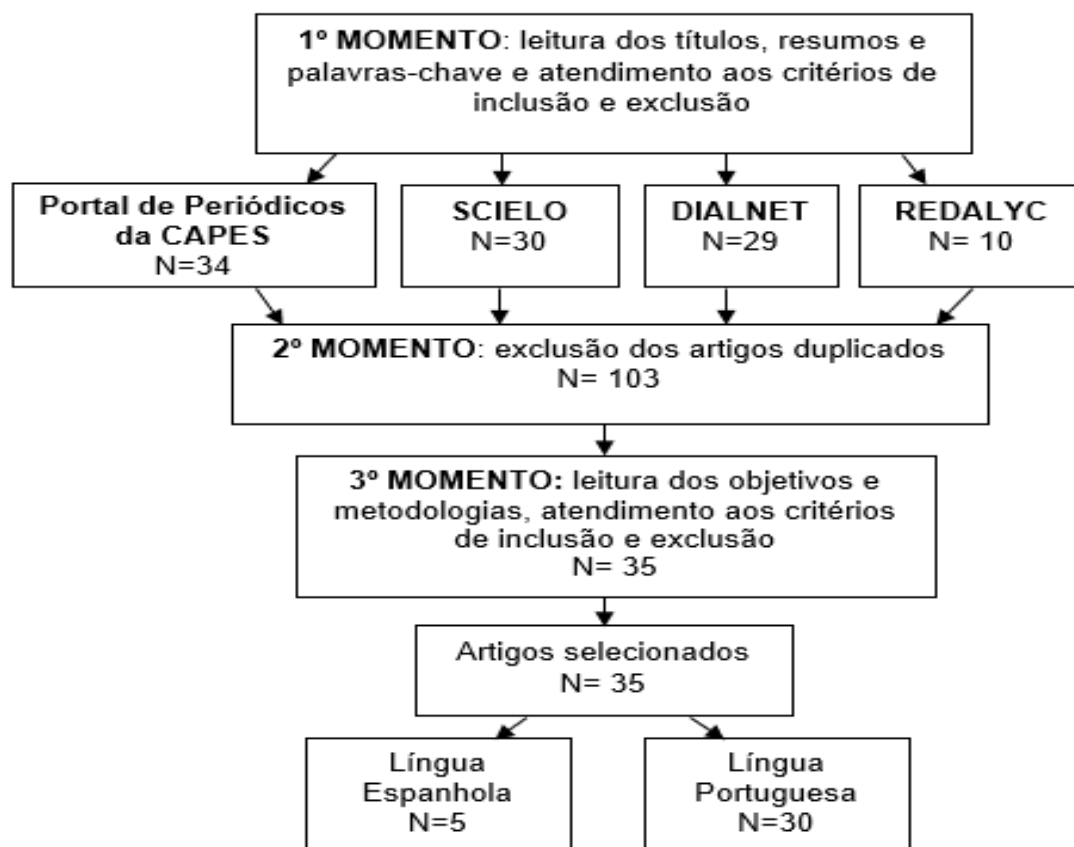 1º MOMENTO: leitura dos títulos, resumos e
palavras-chave e atendimento aos critérios de
inclusão e exclusão
Portal de Periódicos
da CAPES
N=34
SCIELO
N=30
DIALNET
N=29
REDALYC
N= 10
2º MOMENTO: exclusão dos artigos duplicados
N= 103
3º MOMENTO: leitura dos objetivos e
metodologias, atendimento aos critérios
de inclusão e exclusão
N= 35
Artigos selecionados
N= 35
Língua
Espanhola
N=5
Língua
Portuguesa
N=30